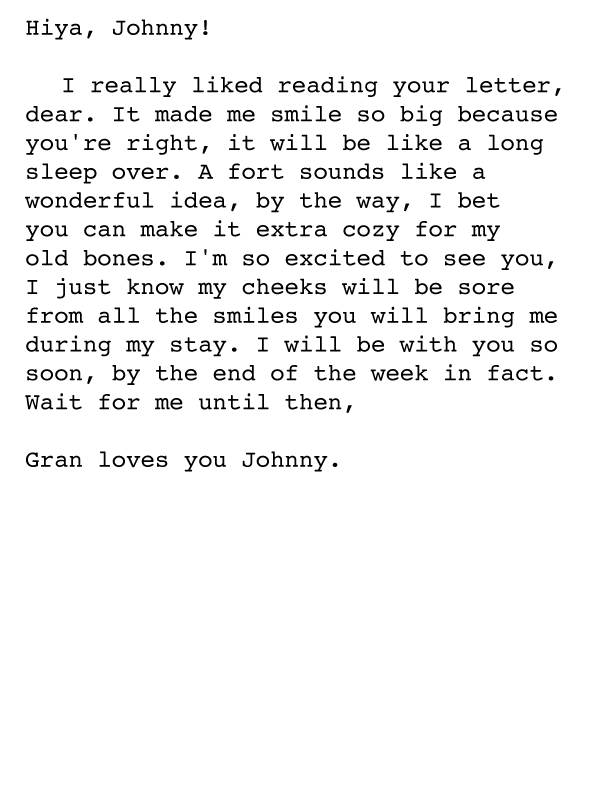 Hiya, Johnny!
I really liked reading your letter,
dear. It made me smile so big because
you're right, it will be like a long
sleep over. A fort sounds like a
wonderful idea, by the way, I bet
you can make it extra cozy for my
old bones. I'm so excited to see you,
I just know my cheeks will be sore
from all the smiles you will bring me
during my stay. I will be with you so
soon, by the end of the week in fact.
Wait for me until then,
Gran loves you Johnny.